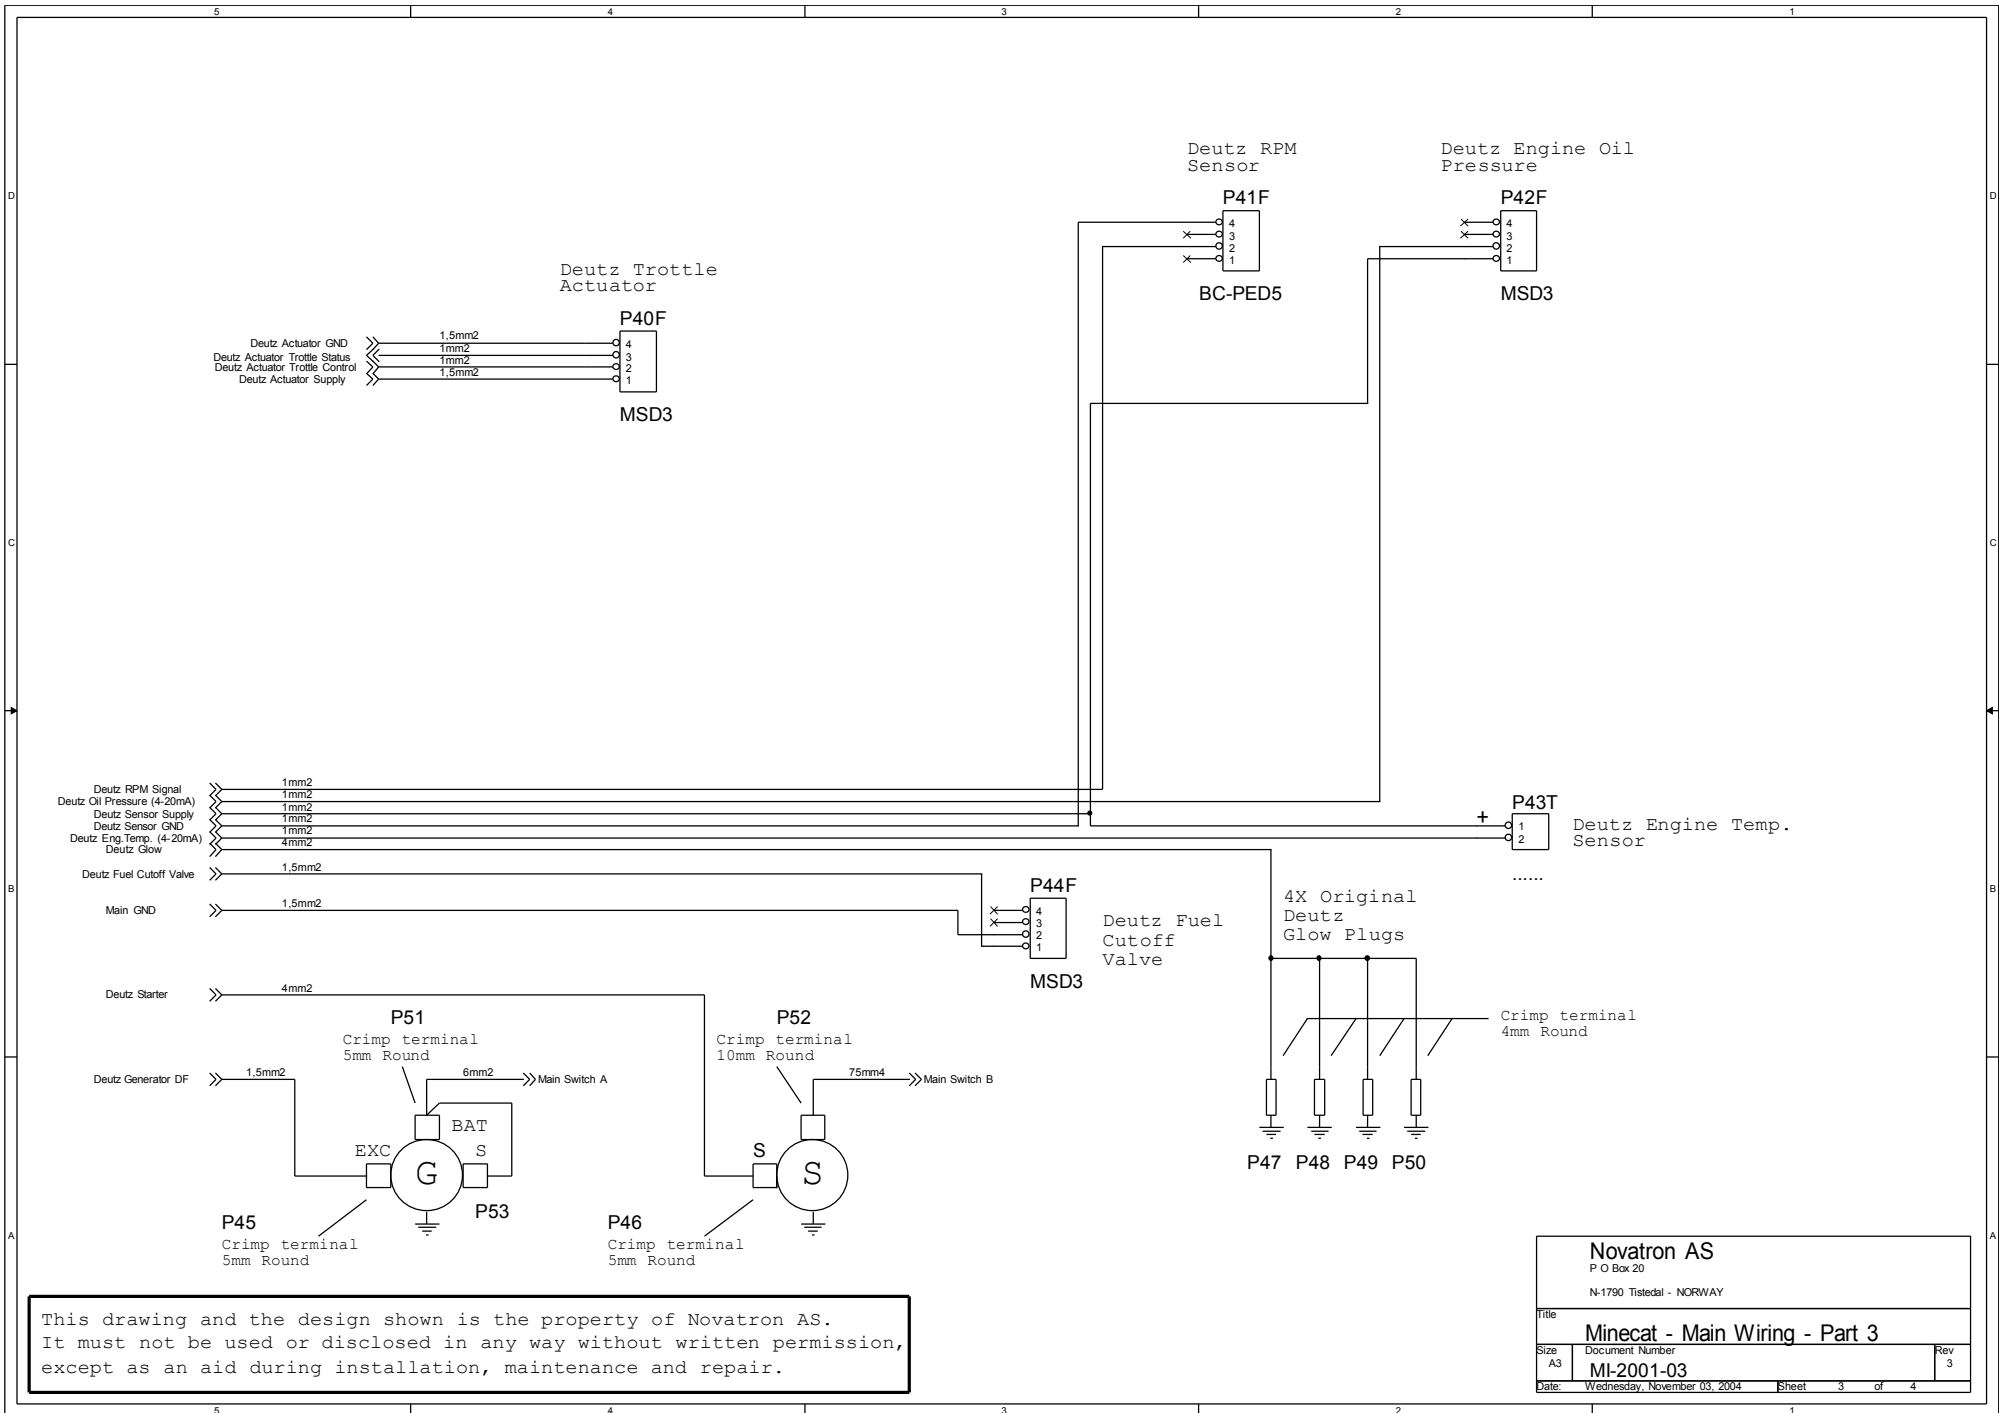 5 4 3 2 1
Deutz RPM
Sensor
P41F
4
3
2
1
BC-PED5
Deutz Engine Oil
Pressure
P42F
4
3
2
1
MSD3
D D
Deutz Trottle
Actuator
P40F
4
3
2
1
MSD3
Deutz Actuator GND 1,5mm2
Deutz Actuator Trottle Status 1mm2
Deutz Actuator Trottle Control 1mm2
Deutz Actuator Supply 1,5mm2
C C
Deutz RPM Signal 1mm2
Deutz Oil Pressure (4-20mA) 1mm2
Deutz Sensor Supply 1mm2
Deutz Sensor GND 1mm2
Deutz Eng.Temp. (4-20mA) 1mm2
Deutz Glow 4mm2
+
P43T
1
2
......
Deutz Engine Temp.
Sensor
Deutz Fuel Cutoff Valve 1,5mm2
Main GND 1,5mm2
B B
P44F
4
3
2
1
MSD3
Deutz Fuel
Cutoff
Valve
4X Original
Deutz
Glow Plugs
Crimp terminal
4mm Round
P47 P48 P49 P50
Deutz Starter 4mm2
P51
Crimp terminal
5mm Round
P52
Crimp terminal
10mm Round
Deutz Generator DF 1,5mm2
6mm2 Main Switch A
75mm4 Main Switch B
BAT
EXC
S
G
P53
S
S
P45
Crimp terminal
5mm Round
P46
Crimp terminal
5mm Round
A A
This drawing and the design shown is the property of Novatron AS.
It must not be used or disclosed in any way without written permission,
except as an aid during installation, maintenance and repair.
Novatron AS
P O Box 20
N-1790 Tistedal - NORWAY
Title
Minecat - Main Wiring - Part 3
Size Document Number Rev
A3 MI-2001-03 3
Date: Wednesday, November 03, 2004 Sheet 3 of 4
5 4 3 2 1